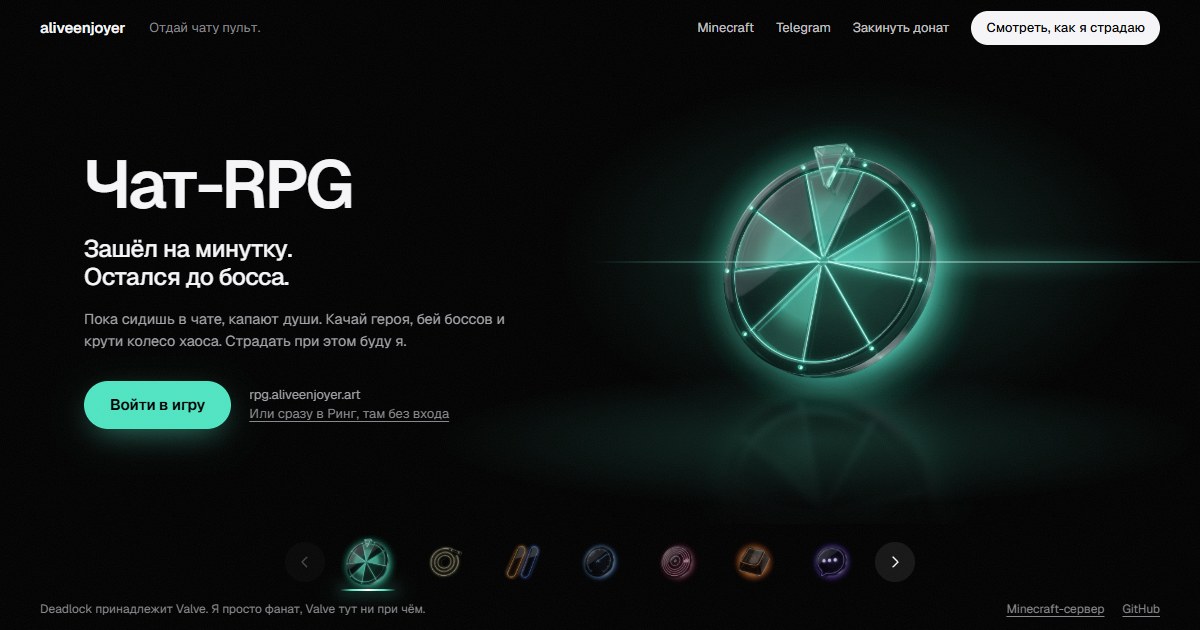 aliveenjoyer
Отдай чату пульт.
Minecraft
Telegram
Закинуть донат
Смотреть, как я страдаю
Чат-RPG
Зашёл на минутку.
Остался до босса.
Пока сидишь в чате, капают души. Качай героя, бей боссов и
крути колесо хаоса. Страдать при этом буду я.
Войти в игру
rpg.aliveenjoyer.art
Или сразу в Ринг, там без входа
Deadlock принадлежит Valve. Я просто фанат, Valve тут ни при чём.
Minecraft-сервер
GitHub